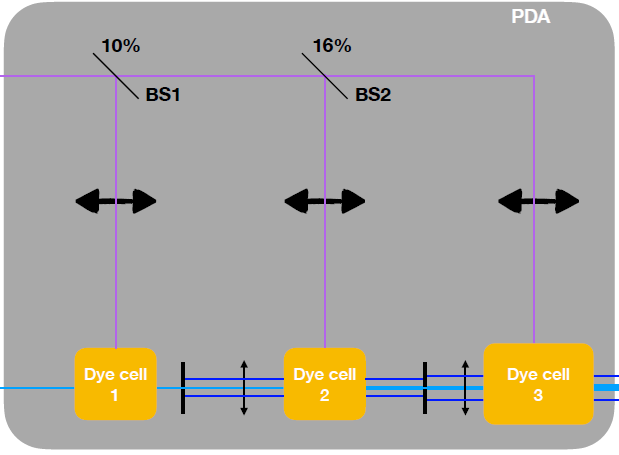 PDA
10%
16%
BS1
BS2
Dye cell
1
Dye cell
2
Dye cell
3